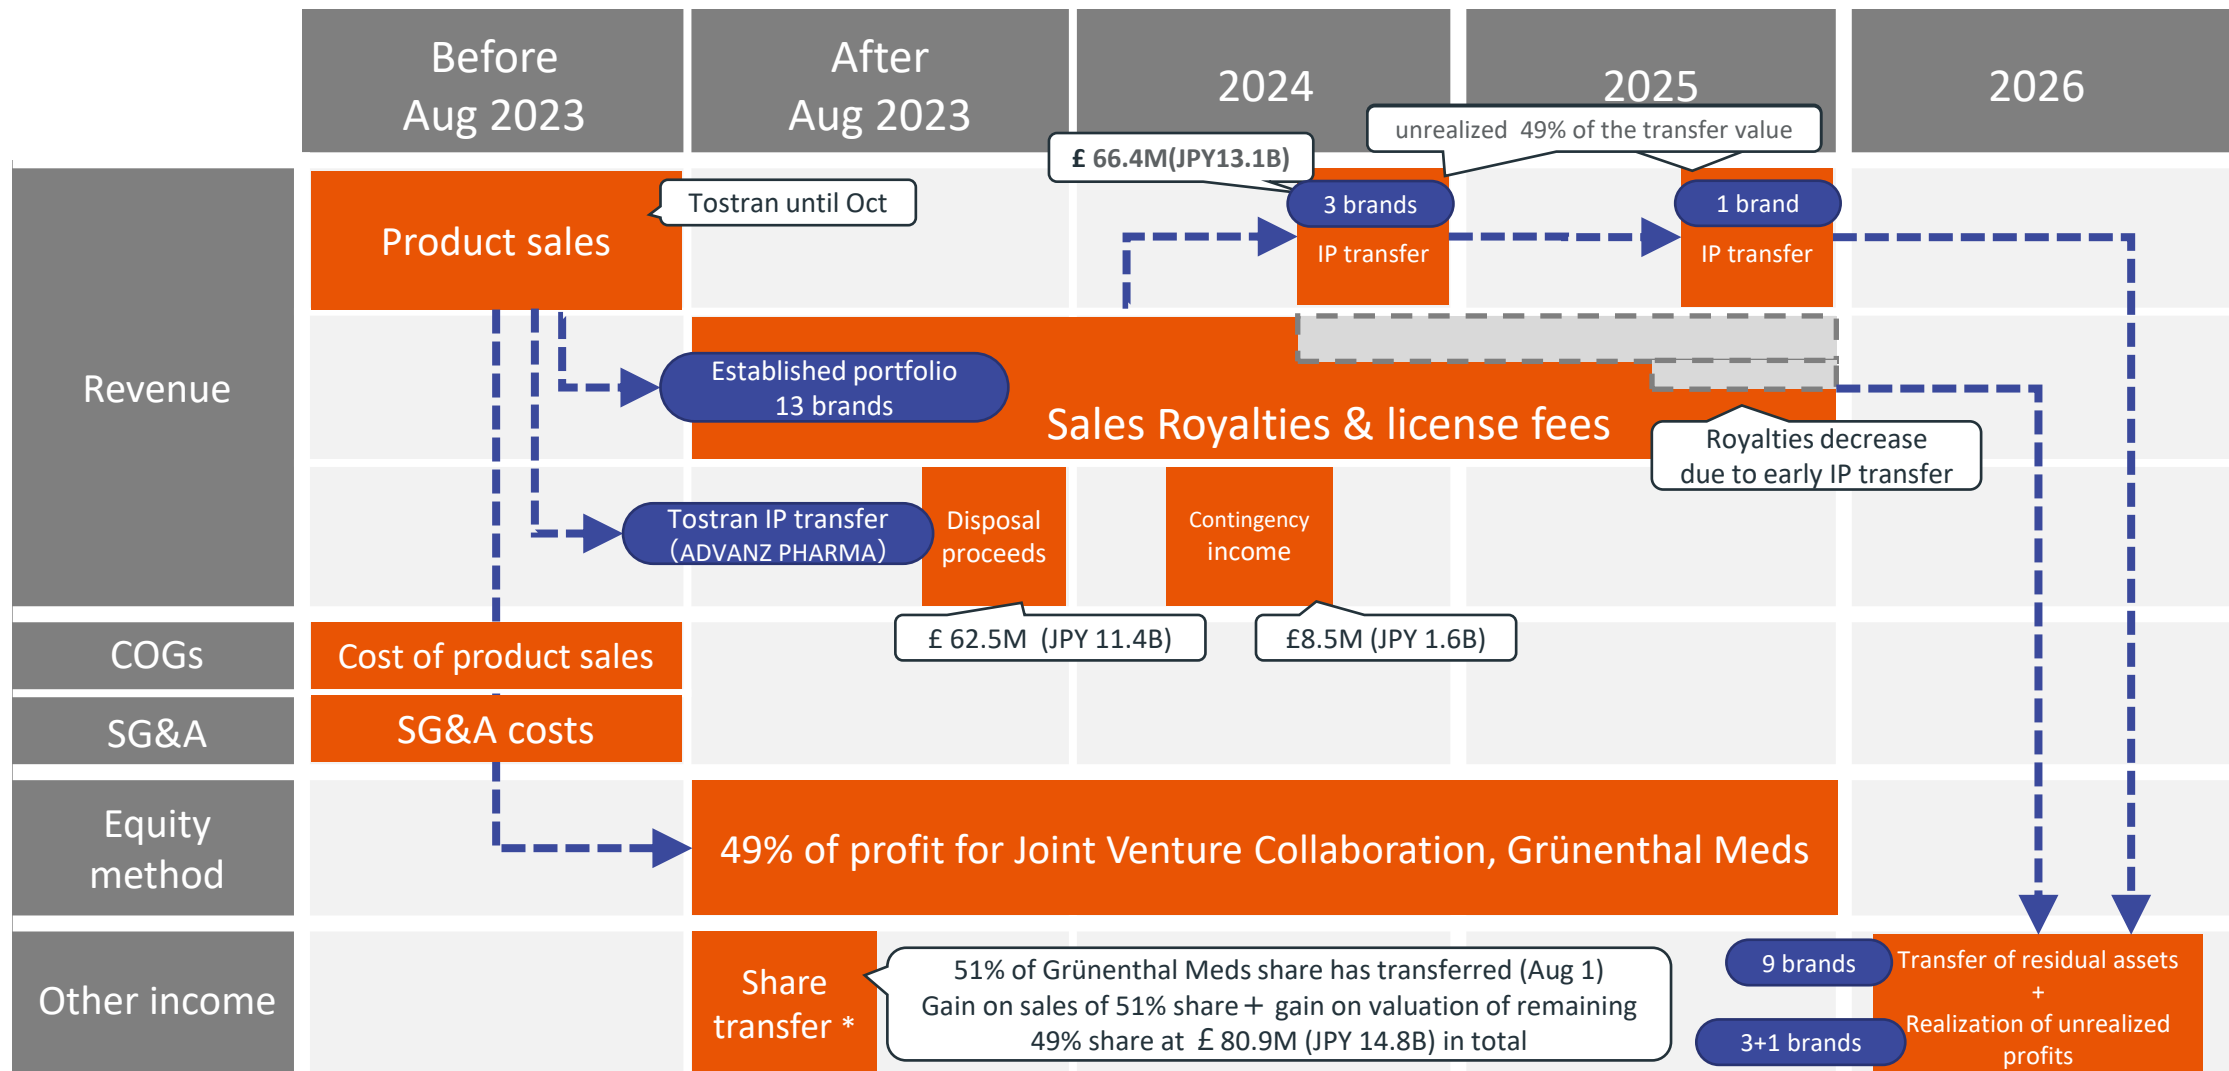 Before
Aug 2023
After
Aug 2023
2024
2025
2026
unrealized 49% of the transfer value
£ 66.4M(JPY13.1B)
Revenue
Product sales
Tostran until Oct
3 brands
IP transfer
1 brand
IP transfer
Established portfolio
13 brands
Sales Royalties & license fees
Royalties decrease
due to early IP transfer
Tostran IP transfer
(ADVANZ PHARMA)
Disposal
proceeds
Contingency
income
£ 62.5M (JPY 11.4B)
£8.5M (JPY 1.6B)
COGs
Cost of product sales
SG&A
SG&A costs
Equity
method
49% of profit for Joint Venture Collaboration, Grünenthal Meds
Other income
Share
transfer *
51% of Grünenthal Meds share has transferred (Aug 1)
Gain on sales of 51% share＋ gain on valuation of remaining
49% share at £ 80.9M (JPY 14.8B) in total
9 brands
3+1 brands
Transfer of residual assets
+
Realization of unrealized
profits